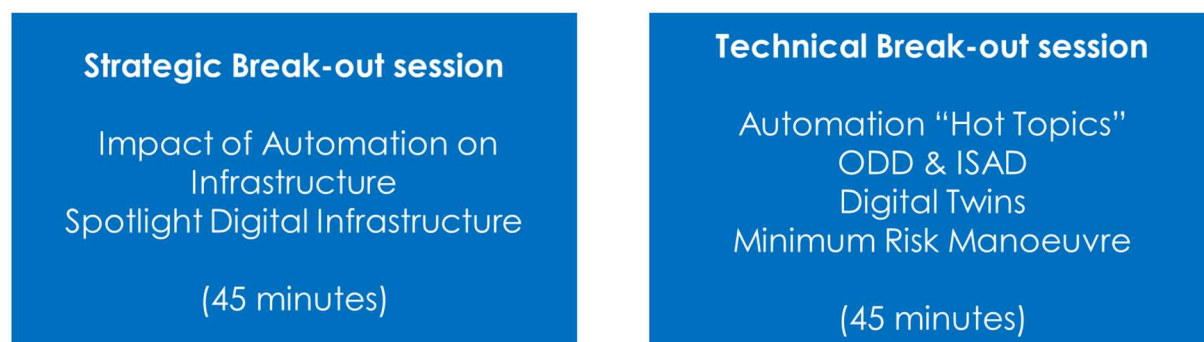 Strategic Break-out session
Impact of Automation on
Infrastructure
Spotlight Digital Infrastructure
(45 minutes)
Technical Break-out session
Automation “Hot Topics”
ODD & ISAD
Digital Twins
Minimum Risk Manoeuvre
(45 minutes)